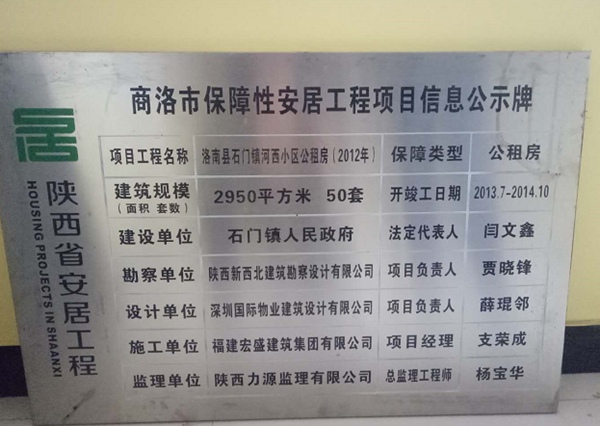 商洛市保障性安居工程项目信息公示牌
居
陕西省安居工程
HOUSING PROJECTS IN SHAANXI
项目工程名称 洛南县石门镇河西小区公租房(2012年) 保障类型 公租房
建筑规模 2950平方米 50套 开竣工日期 2013.7-2014.10
(面积 套数)
建设单位 石门镇人民政府 法定代表人 闫文鑫
勘察单位 陕西新西北建筑勘察设计有限公司 项目负责人 贾晓锋
设计单位 深圳国际物业建筑设计有限公司 项目负责人 薛琨邻
施工单位 福建宏盛建筑集团有限公司 项目经理 支荣成
监理单位 陕西力源监理有限公司 总监理工程师 杨宝华